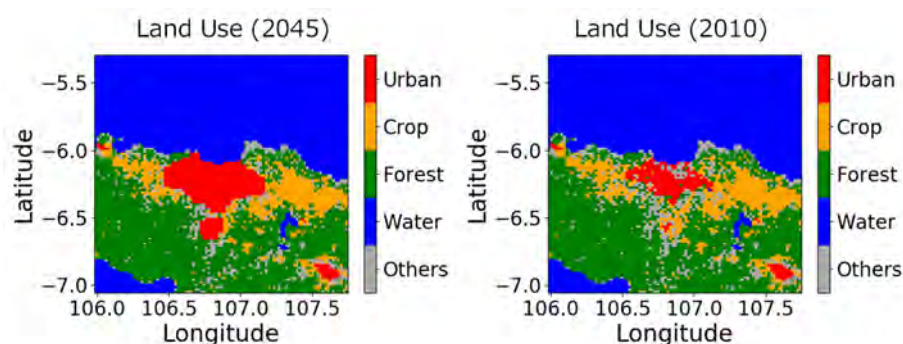 Land Use (2045)
−5.5
−6.0
−6.5
−7.0
Latitude
106.0 106.5 107.0 107.5
Longitude
Urban
Crop
Forest
Water
Others
Land Use (2010)
−5.5
−6.0
−6.5
−7.0
Latitude
106.0 106.5 107.0 107.5
Longitude
Urban
Crop
Forest
Water
Others